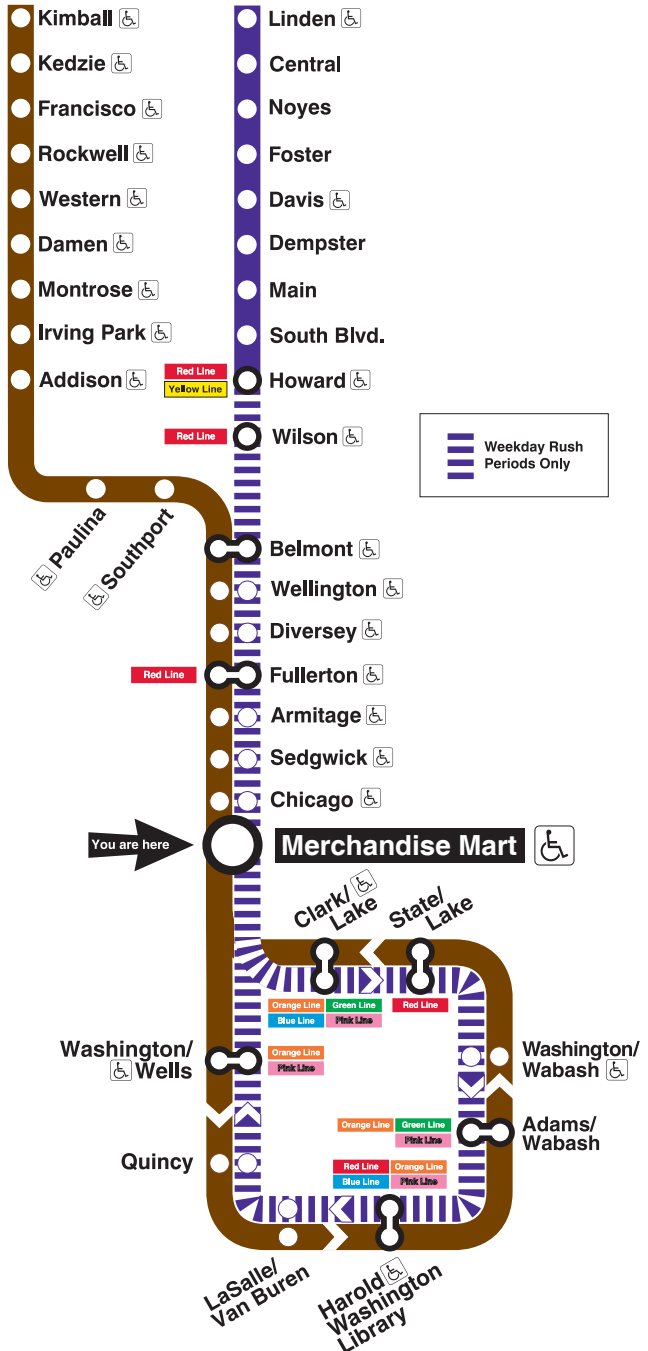 Kimball
Kedzie
Francisco
Rockwell
Western
Damen
Montrose
Irving Park
Addison
Paulina
Southport
Linden
Central
Noyes
Foster
Davis
Dempster
Main
South Blvd.
Red Line
Yellow Line
Howard
Red Line
Wilson
Weekday Rush
Periods Only
Belmont
Wellington
Diversey
Red Line
Fullerton
Armitage
Sedgwick
Chicago
You are here
Merchandise Mart
Clark/
Lake
State/
Lake
Orange Line
Green Line
Red Line
Blue Line
Pink Line
Washington/
Wells
Orange Line
Pink Line
Washington/
Wabash
Orange Line
Green Line
Pink Line
Adams/
Wabash
Quincy
Red Line
Orange Line
Blue Line
Pink Line
LaSalle/
Van Buren
Harold
Washington
Library